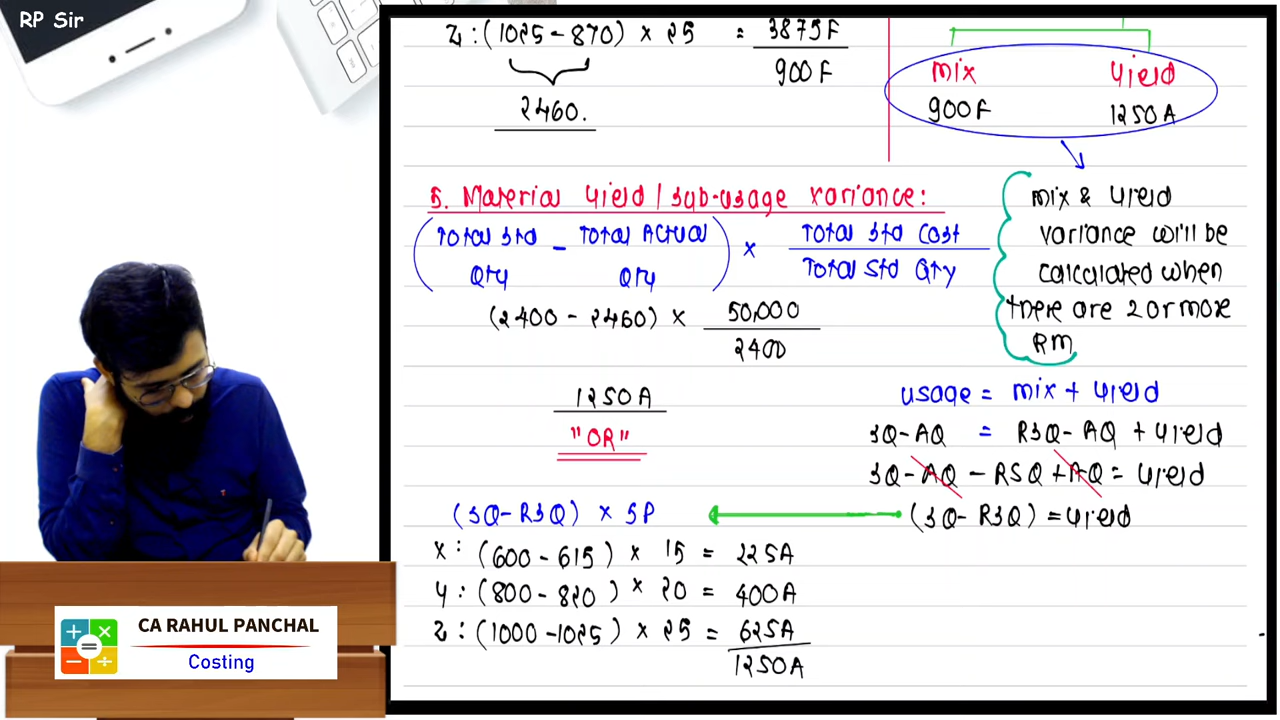 RP Sir
Z : (1025 - 870) × 25 = 3875F
900F
2460.
Mix Yield
900F 1250A
5. Material Yield / sub-usage variance:
(Total Std Qty - Total Actual Qty) × Total Std Cost / Total Std Qty
(2400 - 2460) × 50,000 / 2400
1250A
"OR"
(SQ - RSQ) × SP
X : (600 - 615) × 15 = 225A
Y : (800 - 820) × 20 = 400A
Z : (1000 - 1025) × 25 = 625A
1250A
Mix & Yield
variance will be
calculated when
there are 2 or more
RM
usage = Mix + Yield
SQ - AQ = RSQ - AQ + Yield
SQ - AQ - RSQ + AQ = Yield
(SQ - RSQ) = Yield
CA RAHUL PANCHAL
Costing